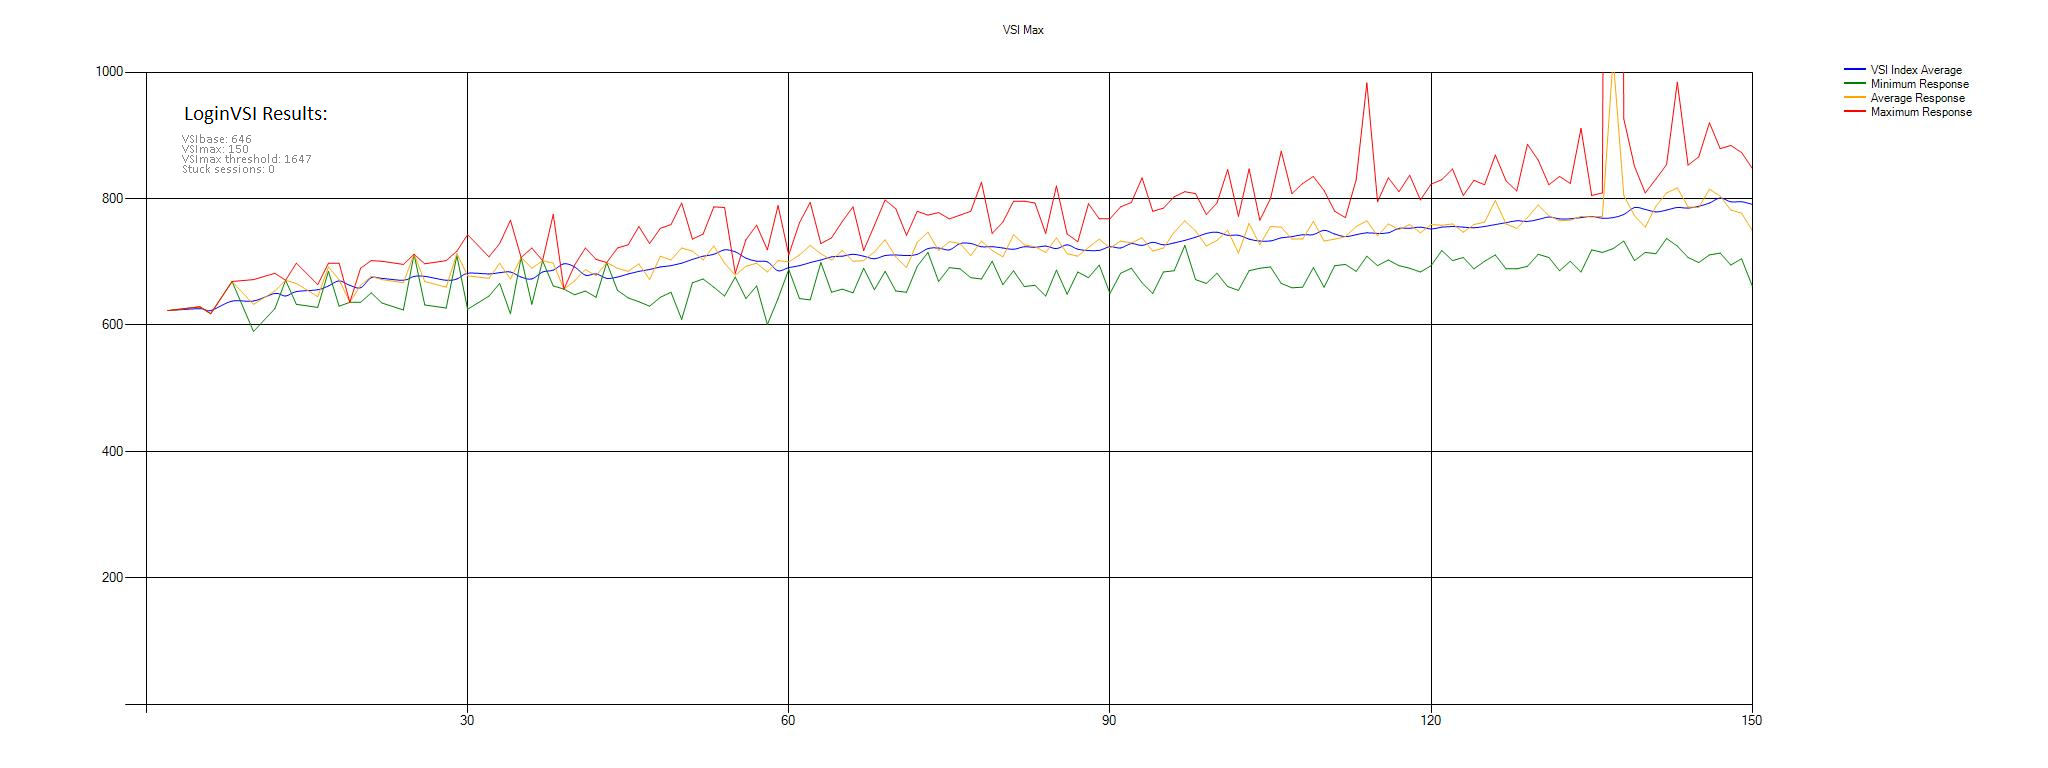 VSI Max
1000
800
600
400
200
30
60
90
120
150
LoginVSI Results:
VSIbase: 646
VSImax: 150
VSImax threshold: 1647
Stuck sessions: 0
VSI Index Average
Minimum Response
Average Response
Maximum Response